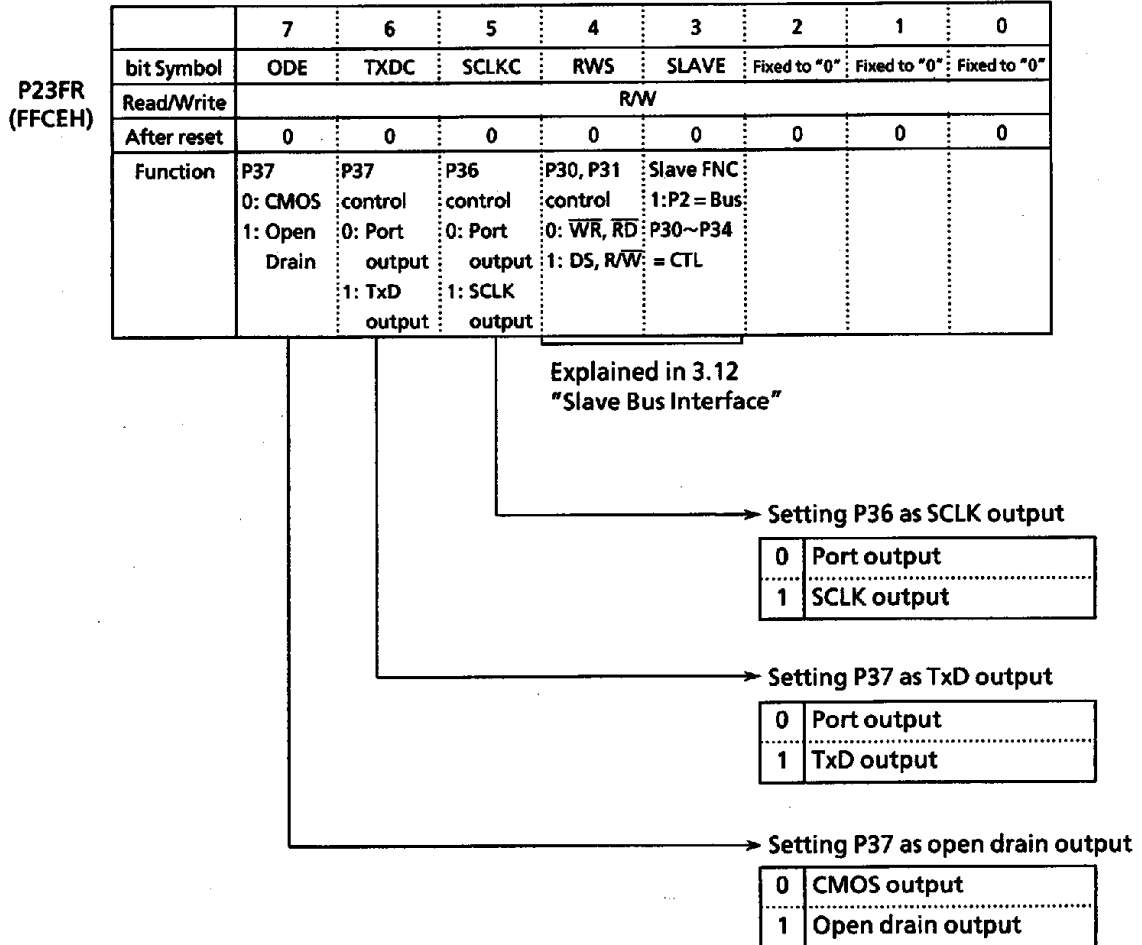 7 6 5 4 3 2 1 0
P23FR
(FFCEH)
bit Symbol ODE TXDC SCLKC RWS SLAVE Fixed to "0" Fixed to "0" Fixed to "0"
Read/Write R/W
After reset 0 0 0 0 0 0 0 0
Function P37 P37 P36 P30, P31 Slave FNC
0: CMOS control control control 1:P2 = Bus
1: Open 0: Port 0: Port 0: W̅R̅, R̅D̅ P30~P34
Drain output output 1: DS, R/W̅ = CTL
1: TxD 1: SCLK
output output
Explained in 3.12
"Slave Bus Interface"
Setting P36 as SCLK output
0 Port output
1 SCLK output
Setting P37 as TxD output
0 Port output
1 TxD output
Setting P37 as open drain output
0 CMOS output
1 Open drain output